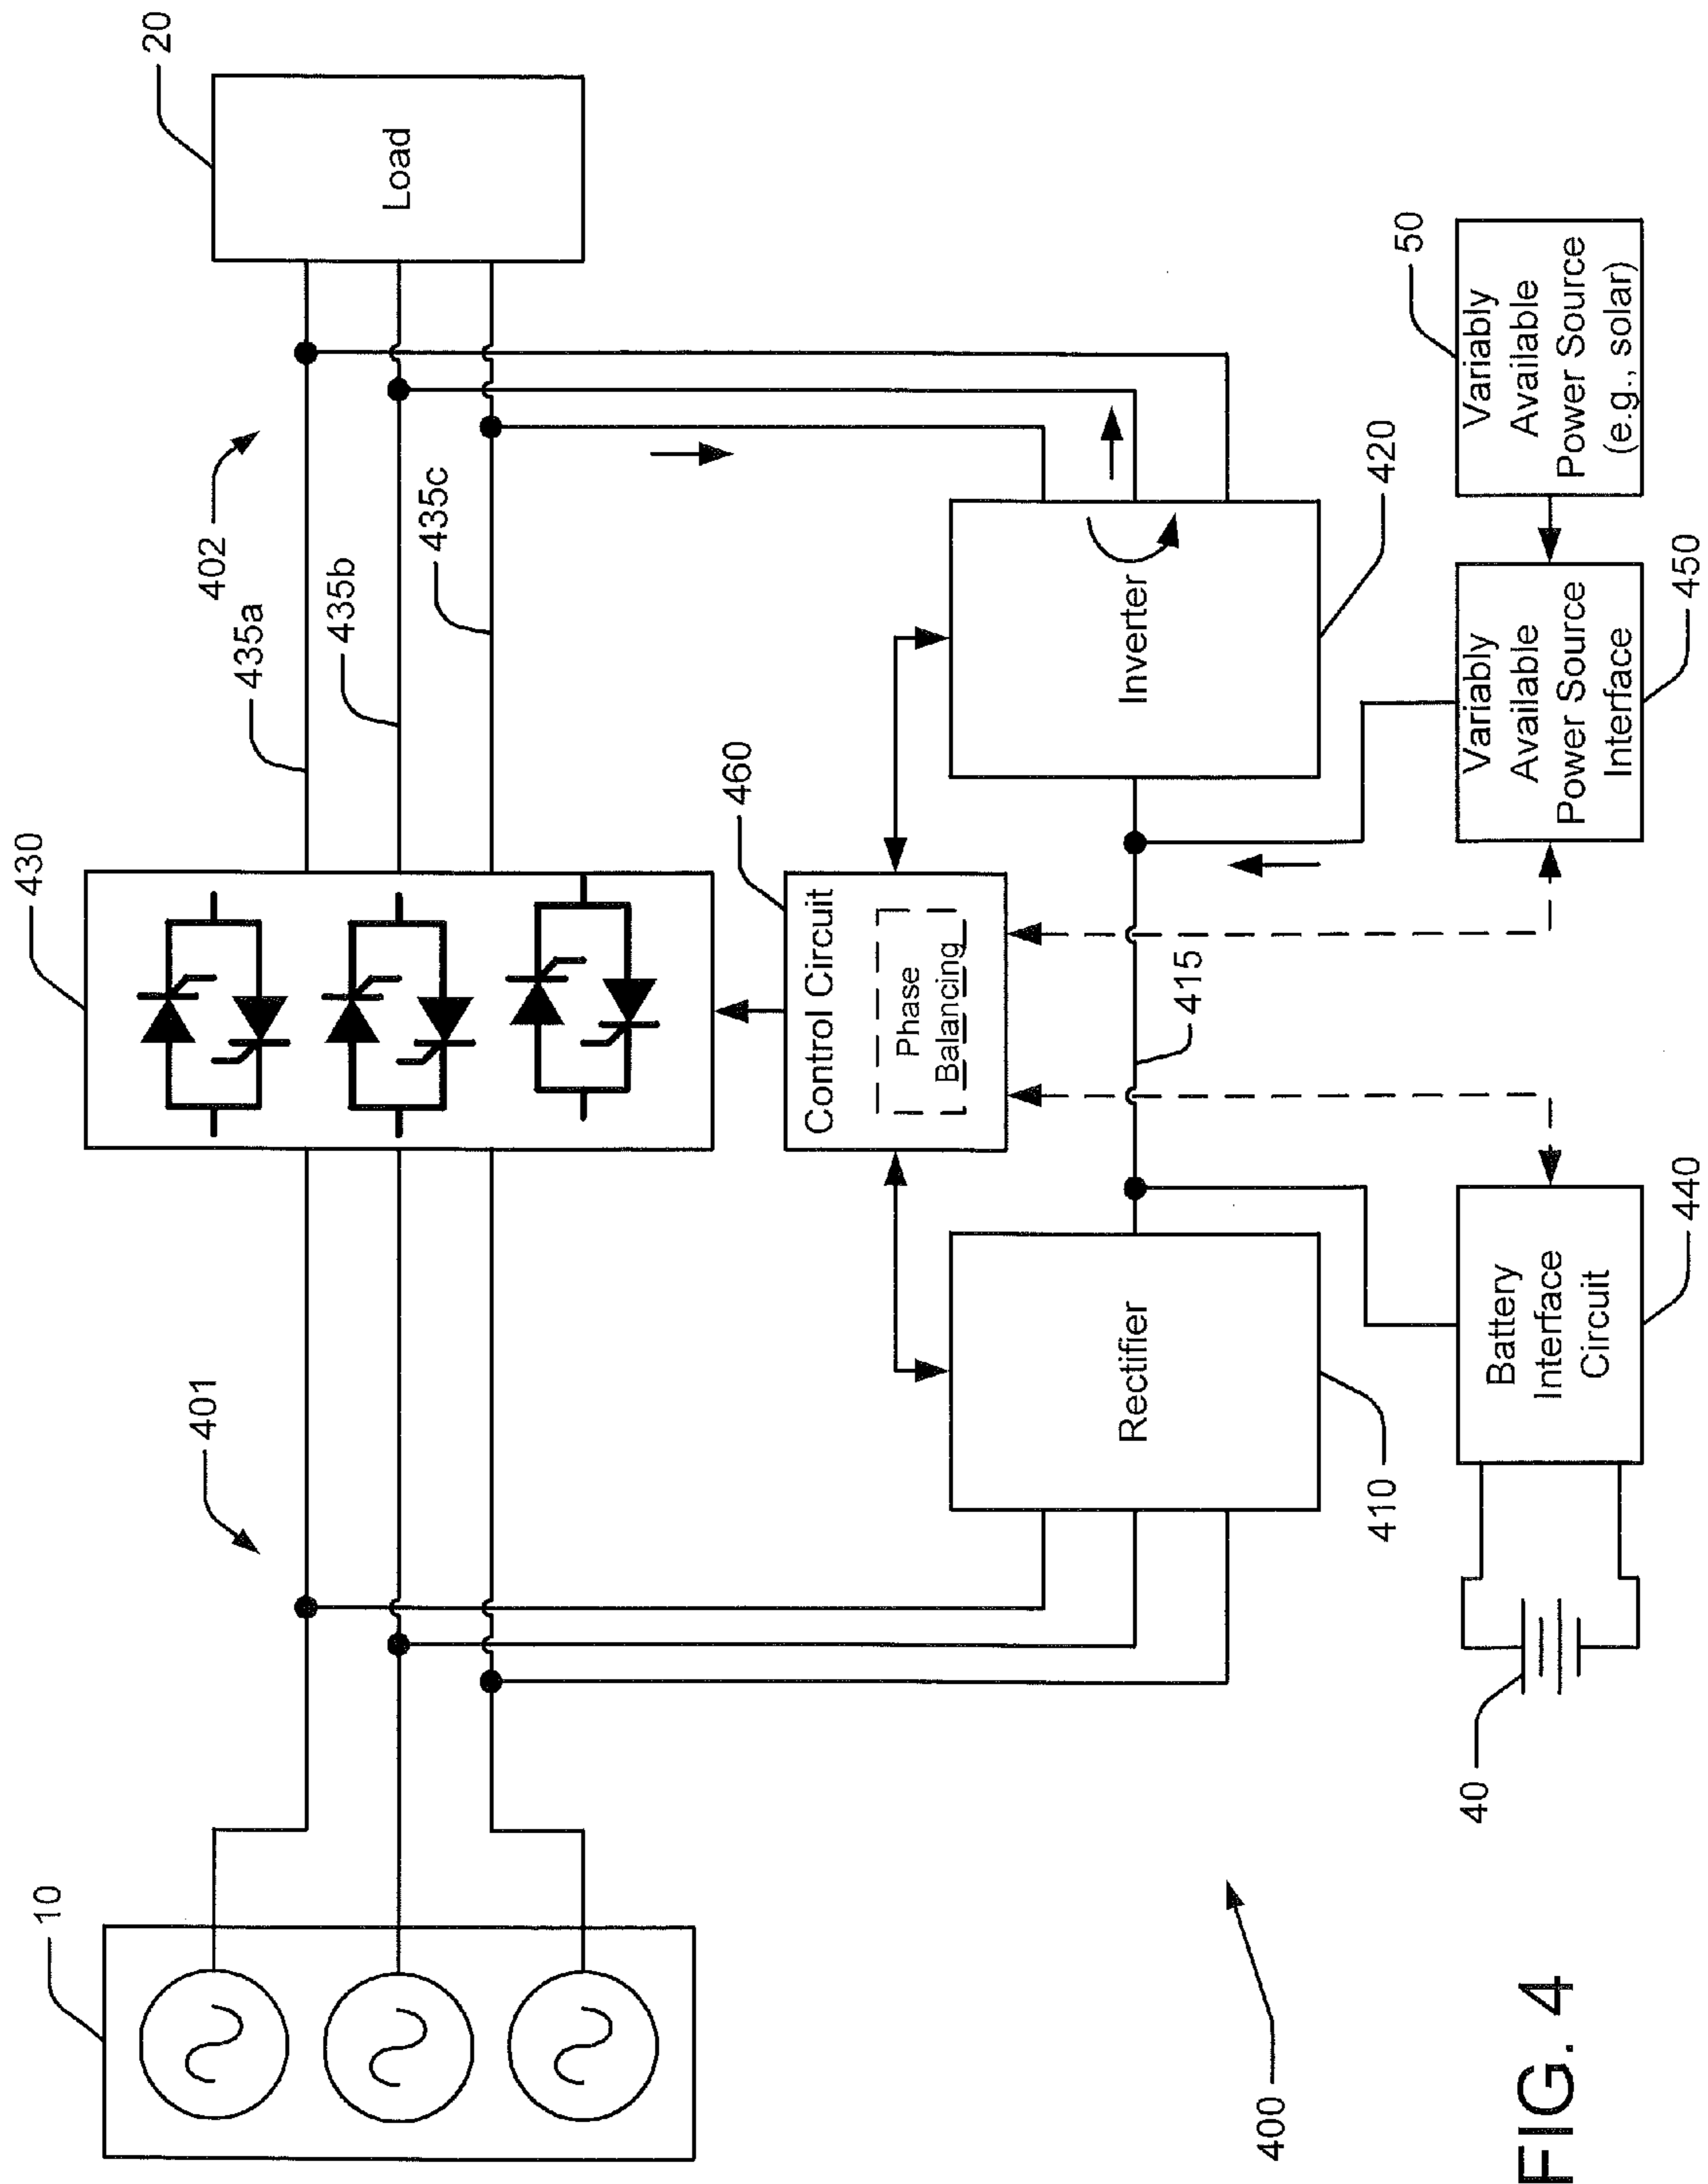 10
430
20
402
435a
435b
435c
Load
401
460
Control Circuit
Phase
Balancing
Rectifier
Inverter
415
410
420
50
Battery
Interface
Circuit
Variably
Available
Power Source
Interface
Variably
Available
Power Source
(e.g., solar)
40
440
450
400
FIG. 4